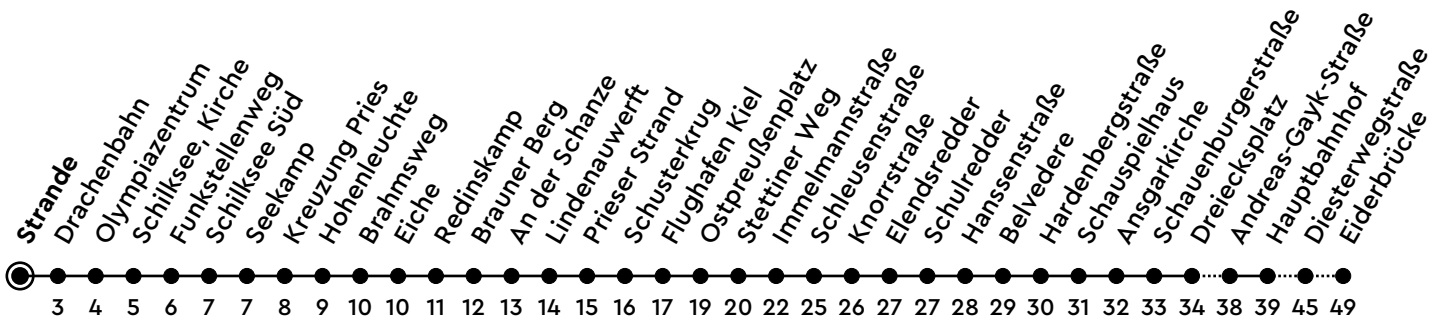 Strande
Drachenbahn
Olympiazentrum
Schilksee, Kirche
Funkstellenweg
Schilksee Süd
Seekamp
Kreuzung Pries
Hohenleuchte
Brahmsweg
Eiche
Redinskamp
Brauner Berg
An der Schanze
Lindenauwerft
Prieser Strand
Schusterkrug
Flughafen Kiel
Ostpreußenplatz
Stettiner Weg
Immelmannstraße
Schleusenstraße
Knorrstraße
Elendsredder
Schulredder
Hanssenstraße
Belvedere
Hardenbergstraße
Schauspielhaus
Ansgarkirche
Schauenburgerstraße
Dreiecksplatz
Andreas-Gayk-Straße
Hauptbahnhof
Diesterwegstraße
Eiderbrücke
3 4 5 6 7 7 8 9 10 10 11 12 13 14 15 16 17 19 20 22 25 26 27 27 28 29 30 31 32 33 34 38 39 45 49